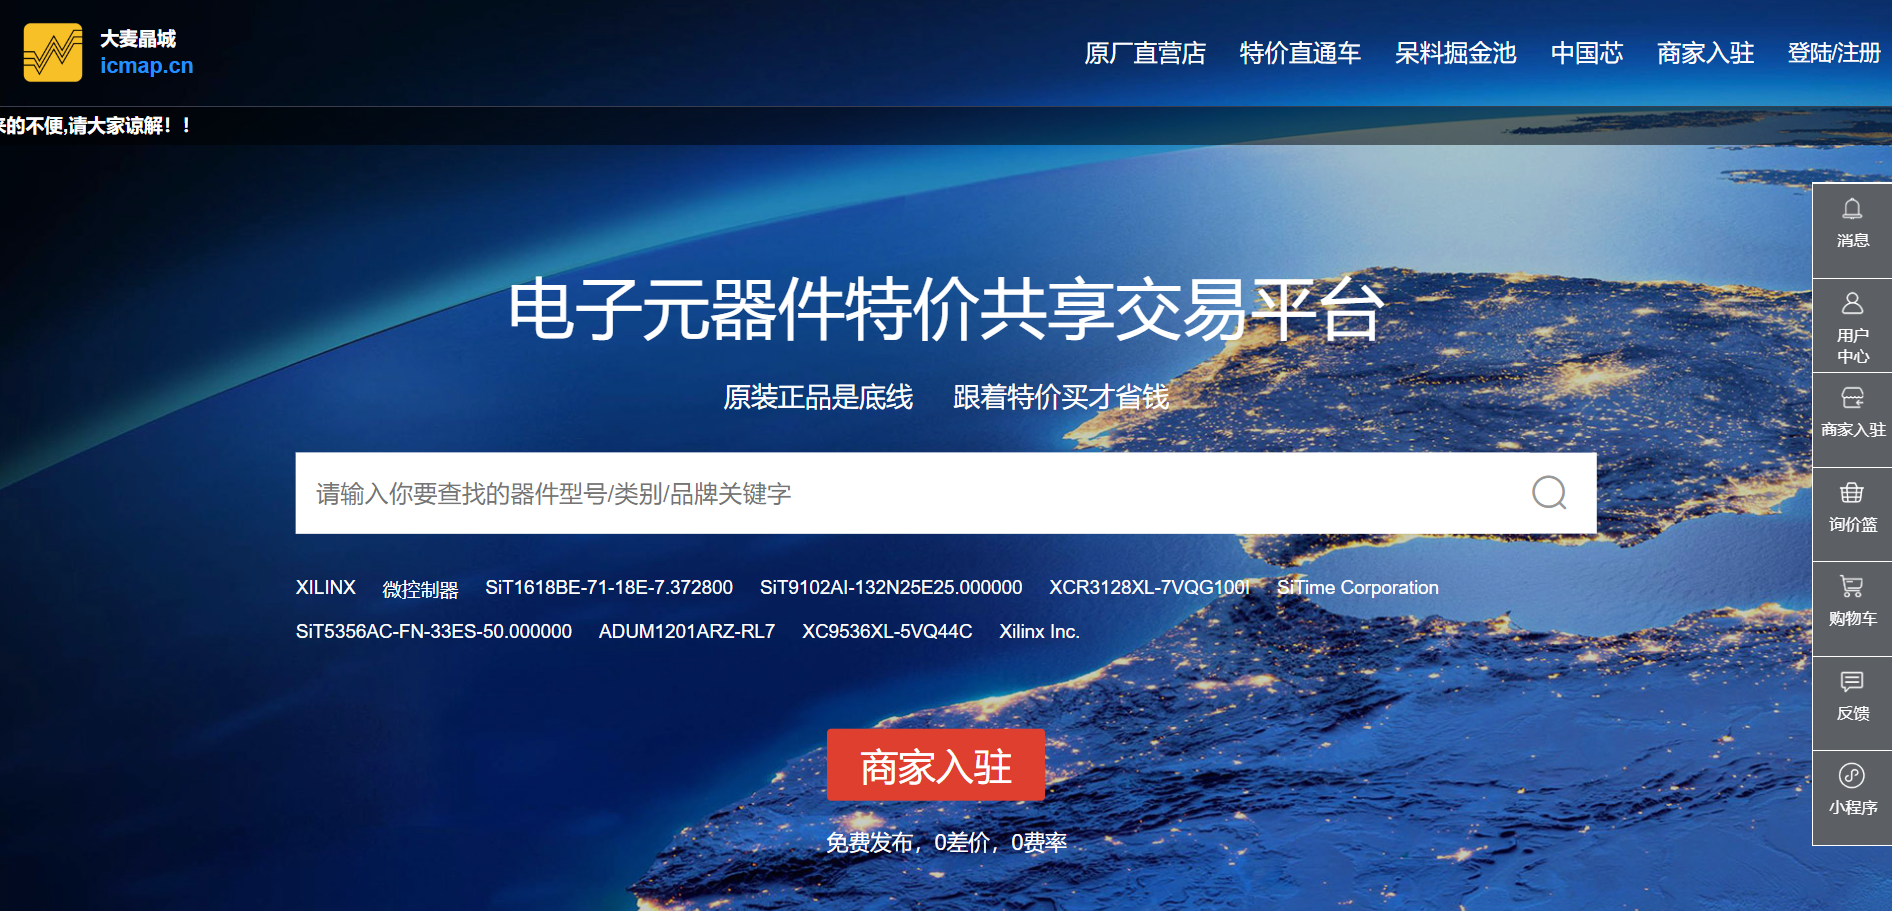 大麦晶城
icmap.cn
原厂直营店 特价直通车 呆料掘金池 中国芯 商家入驻 登陆/注册
来的不便,请大家谅解！！
电子元器件特价共享交易平台
原装正品是底线 跟着特价买才省钱
请输入你要查找的器件型号/类别/品牌关键字
XILINX 微控制器 SiT1618BE-71-18E-7.372800 SiT9102AI-132N25E25.000000 XCR3128XL-7VQG100I SiTime Corporation
SiT5356AC-FN-33ES-50.000000 ADUM1201ARZ-RL7 XC9536XL-5VQ44C Xilinx Inc.
商家入驻
免费发布，0差价，0费率
消息
用户
中心
商家入驻
询价篮
购物车
反馈
小程序